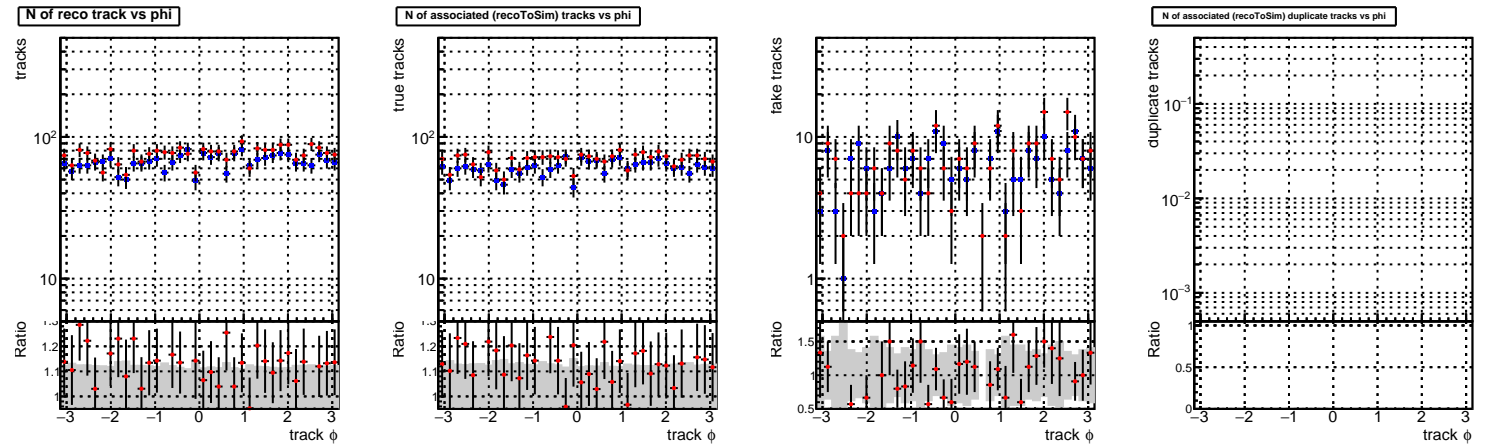 N of reco track vs phi
tracks
10²
10
Ratio
1.3
1.2
1.1
1
−3 −2 −1 0 1 2 3
track ϕ
N of associated (recoToSim) tracks vs phi
true tracks
10²
10
Ratio
1.3
1.2
1.1
1
−3 −2 −1 0 1 2 3
track ϕ
fake tracks
10
1
Ratio
1.5
1
0.5
−3 −2 −1 0 1 2 3
track ϕ
N of associated (recoToSim) duplicate tracks vs phi
duplicate tracks
10⁻¹
10⁻²
10⁻³
Ratio
1
0.5
0
−3 −2 −1 0 1 2 3
track ϕ